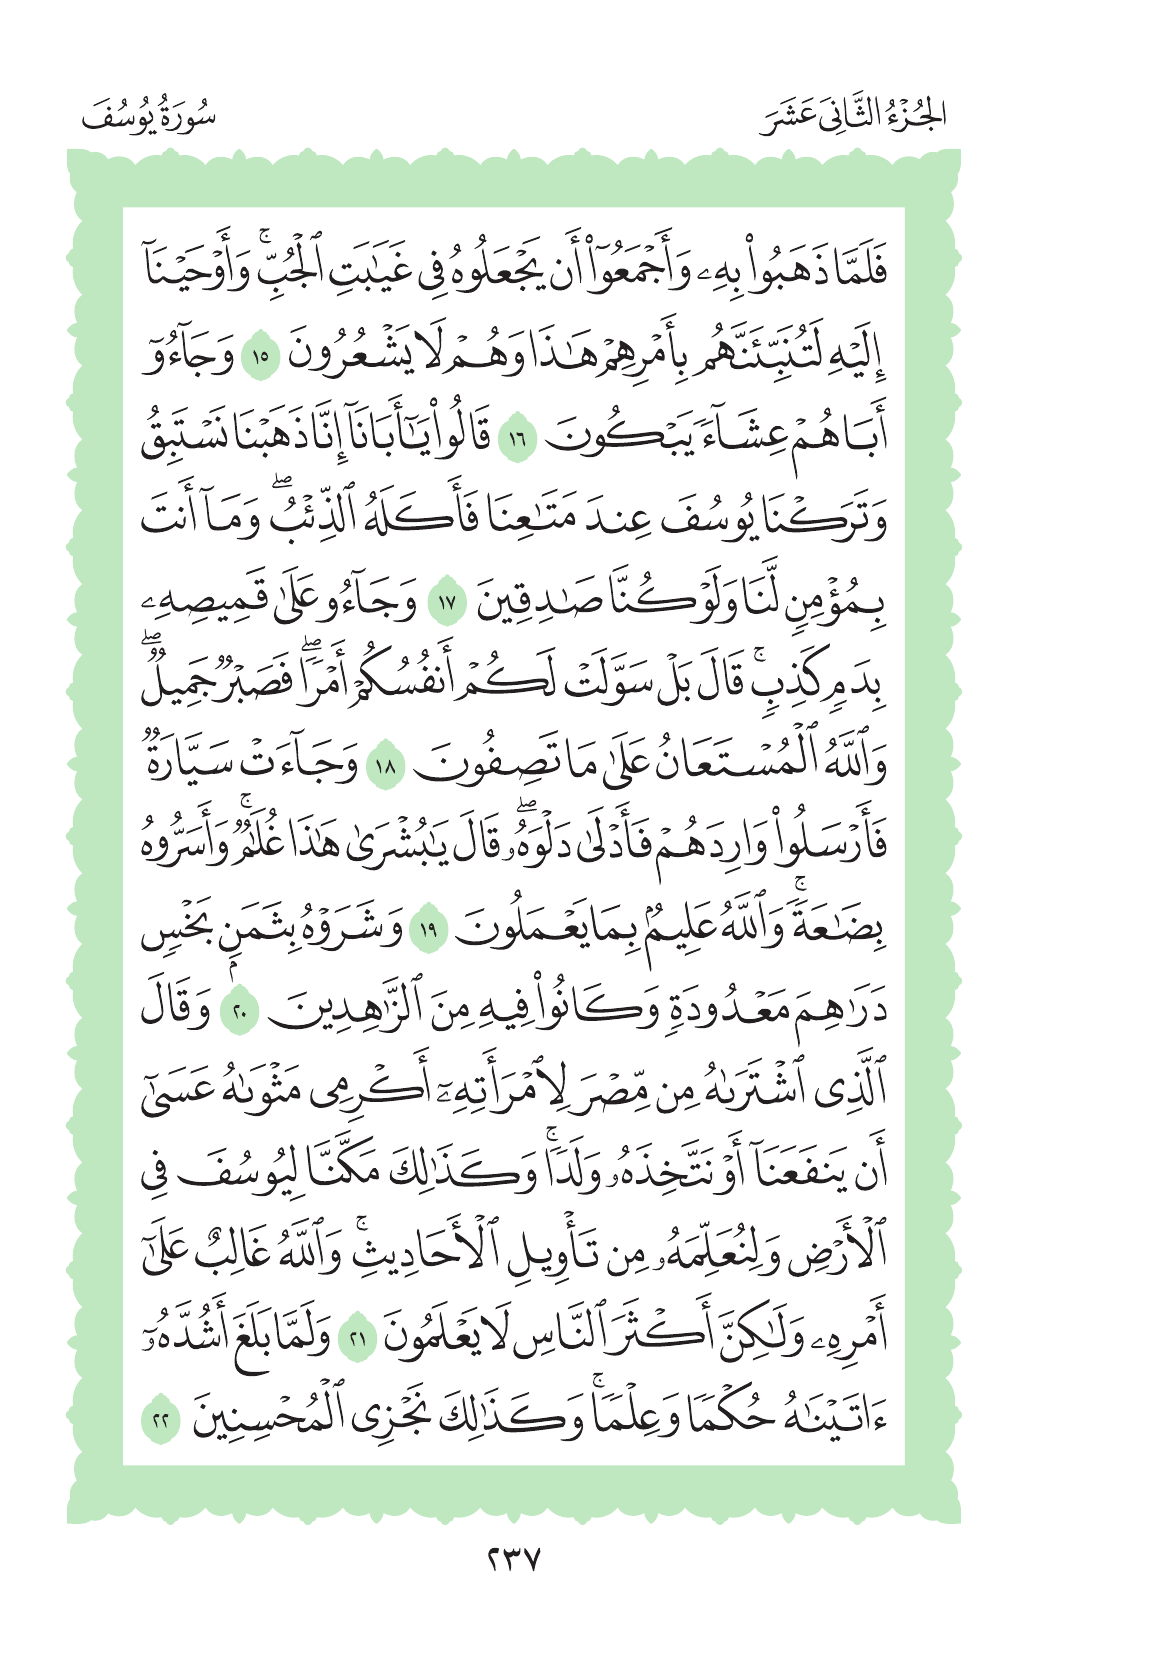 الجُزْءُ الثَّانِيَ عَشَرَ
سُورَةُ يُوسُفَ
فَلَمَّا ذَهَبُوا۟ بِهِۦ وَأَجْمَعُوٓا۟ أَن يَجْعَلُوهُ فِى غَيَـٰبَتِ ٱلْجُبِّ ۚ وَأَوْحَيْنَآ
إِلَيْهِ لَتُنَبِّئَنَّهُم بِأَمْرِهِمْ هَـٰذَا وَهُمْ لَا يَشْعُرُونَ ١٥ وَجَآءُوٓ
أَبَاهُمْ عِشَآءًۭ يَبْكُونَ ١٦ قَالُوا۟ يَـٰٓأَبَانَآ إِنَّا ذَهَبْنَا نَسْتَبِقُ
وَتَرَكْنَا يُوسُفَ عِندَ مَتَـٰعِنَا فَأَكَلَهُ ٱلذِّئْبُ ۖ وَمَآ أَنتَ
بِمُؤْمِنٍۢ لَّنَا وَلَوْ كُنَّا صَـٰدِقِينَ ١٧ وَجَآءُو عَلَىٰ قَمِيصِهِۦ
بِدَمٍۢ كَذِبٍۢ ۚ قَالَ بَلْ سَوَّلَتْ لَكُمْ أَنفُسُكُمْ أَمْرًۭا ۖ فَصَبْرٌۭ جَمِيلٌۭ ۖ
وَٱللَّهُ ٱلْمُسْتَعَانُ عَلَىٰ مَا تَصِفُونَ ١٨ وَجَآءَتْ سَيَّارَةٌۭ
فَأَرْسَلُوا۟ وَارِدَهُمْ فَأَدْلَىٰ دَلْوَهُۥ ۖ قَالَ يَـٰبُشْرَىٰ هَـٰذَا غُلَـٰمٌۭ ۚ وَأَسَرُّوهُ
بِضَـٰعَةًۭ ۚ وَٱللَّهُ عَلِيمٌۢ بِمَا يَعْمَلُونَ ١٩ وَشَرَوْهُ بِثَمَنٍۭ بَخْسٍۢ
دَرَٰهِمَ مَعْدُودَةٍۢ وَكَانُوا۟ فِيهِ مِنَ ٱلزَّٰهِدِينَ ٢٠ وَقَالَ
ٱلَّذِى ٱشْتَرَىٰهُ مِن مِّصْرَ لِٱمْرَأَتِهِۦٓ أَكْرِمِى مَثْوَىٰهُ عَسَىٰٓ
أَن يَنفَعَنَآ أَوْ نَتَّخِذَهُۥ وَلَدًۭا ۚ وَكَذَٰلِكَ مَكَّنَّا لِيُوسُفَ فِى
ٱلْأَرْضِ وَلِنُعَلِّمَهُۥ مِن تَأْوِيلِ ٱلْأَحَادِيثِ ۚ وَٱللَّهُ غَالِبٌ عَلَىٰٓ
أَمْرِهِۦ وَلَـٰكِنَّ أَكْثَرَ ٱلنَّاسِ لَا يَعْلَمُونَ ٢١ وَلَمَّا بَلَغَ أَشُدَّهُۥٓ
ءَاتَيْنَـٰهُ حُكْمًۭا وَعِلْمًۭا ۚ وَكَذَٰلِكَ نَجْزِى ٱلْمُحْسِنِينَ ٢٢
٢٣٧